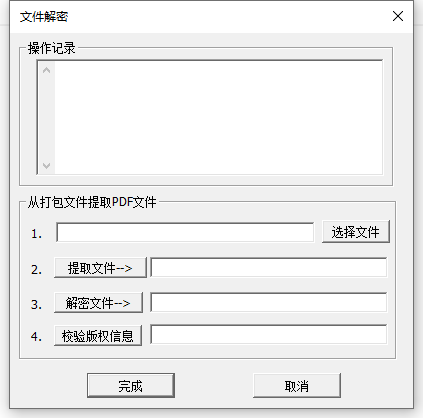 文件解密
操作记录
从打包文件提取PDF文件
1. 选择文件
2. 提取文件-->
3. 解密文件-->
4. 校验版权信息
完成 取消